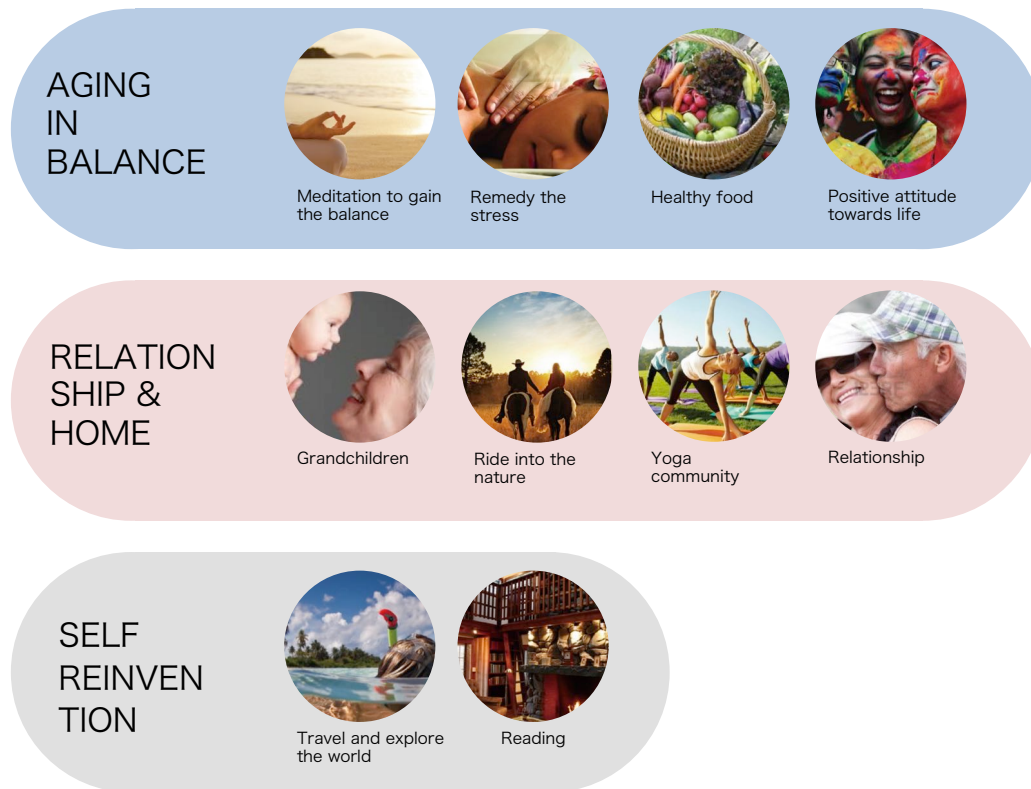 AGING
IN
BALANCE
Meditation to gain
the balance
Remedy the
stress
Healthy food
Positive attitude
towards life
RELATION
SHIP &
HOME
Grandchildren
Ride into the
nature
Yoga
community
Relationship
SELF
REINVEN
TION
Travel and explore
the world
Reading